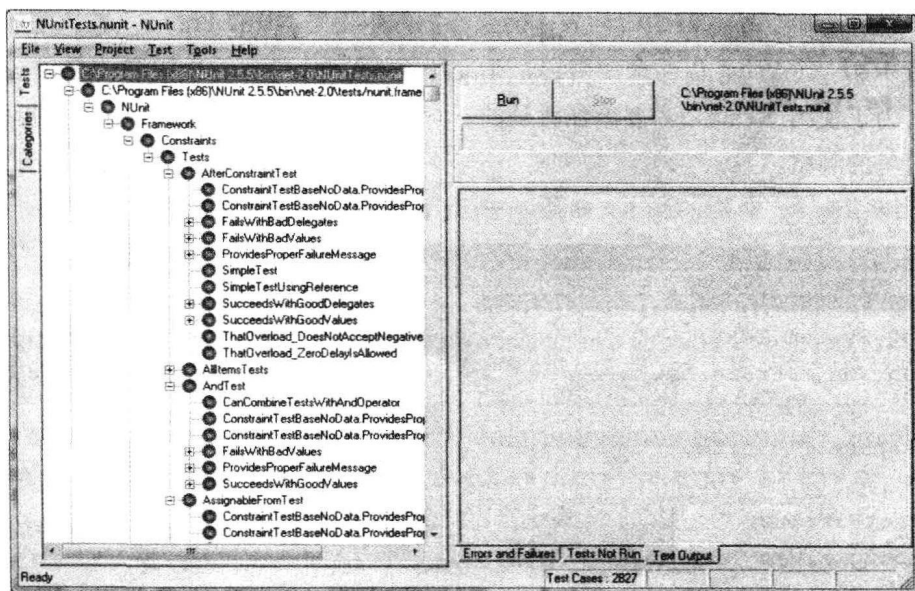 NUnitTests.nunit - NUnit
File View Project Test Tools Help
Tests
Categories
C:\Program Files (x86)\NUnit 2.5.5\bin\net-2.0\NUnitTests.nunit
C:\Program Files (x86)\NUnit 2.5.5\bin\net-2.0\tests/nunit.frame
NUnit
Framework
Constraints
Tests
AfterConstraintTest
ConstraintTestBaseNoData.ProvidesProp
ConstraintTestBaseNoData.ProvidesProp
FailsWithBadDelegates
FailsWithBadValues
ProvidesProperFailureMessage
SimpleTest
SimpleTestUsingReference
SucceedsWithGoodDelegates
SucceedsWithGoodValues
ThatOverload_DoesNotAcceptNegative
ThatOverload_ZeroDelayIsAllowed
AllItemsTests
AndTest
CanCombineTestsWithAndOperator
ConstraintTestBaseNoData.ProvidesProp
ConstraintTestBaseNoData.ProvidesProp
FailsWithBadValues
ProvidesProperFailureMessage
SucceedsWithGoodValues
AssignableFromTest
ConstraintTestBaseNoData.ProvidesProp
ConstraintTestBaseNoData.ProvidesProp
Run
Stop
C:\Program Files (x86)\NUnit 2.5.5
\bin\net-2.0\NUnitTests.nunit
Errors and Failures Tests Not Run Text Output
Ready
Test Cases : 2827